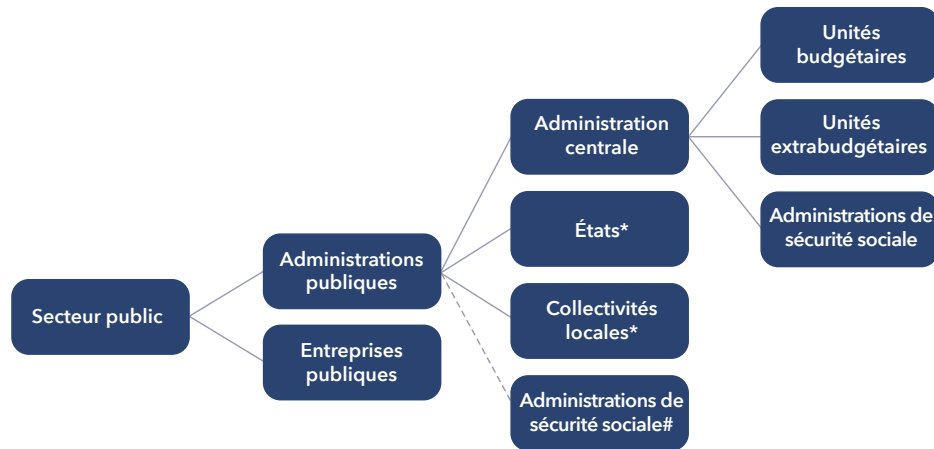 Secteur public
Administrations
publiques
Entreprises
publiques
Administration
centrale
États*
Collectivités
locales*
Administrations de
sécurité sociale#
Unités
budgétaires
Unités
extrabudgétaires
Administrations de
sécurité sociale